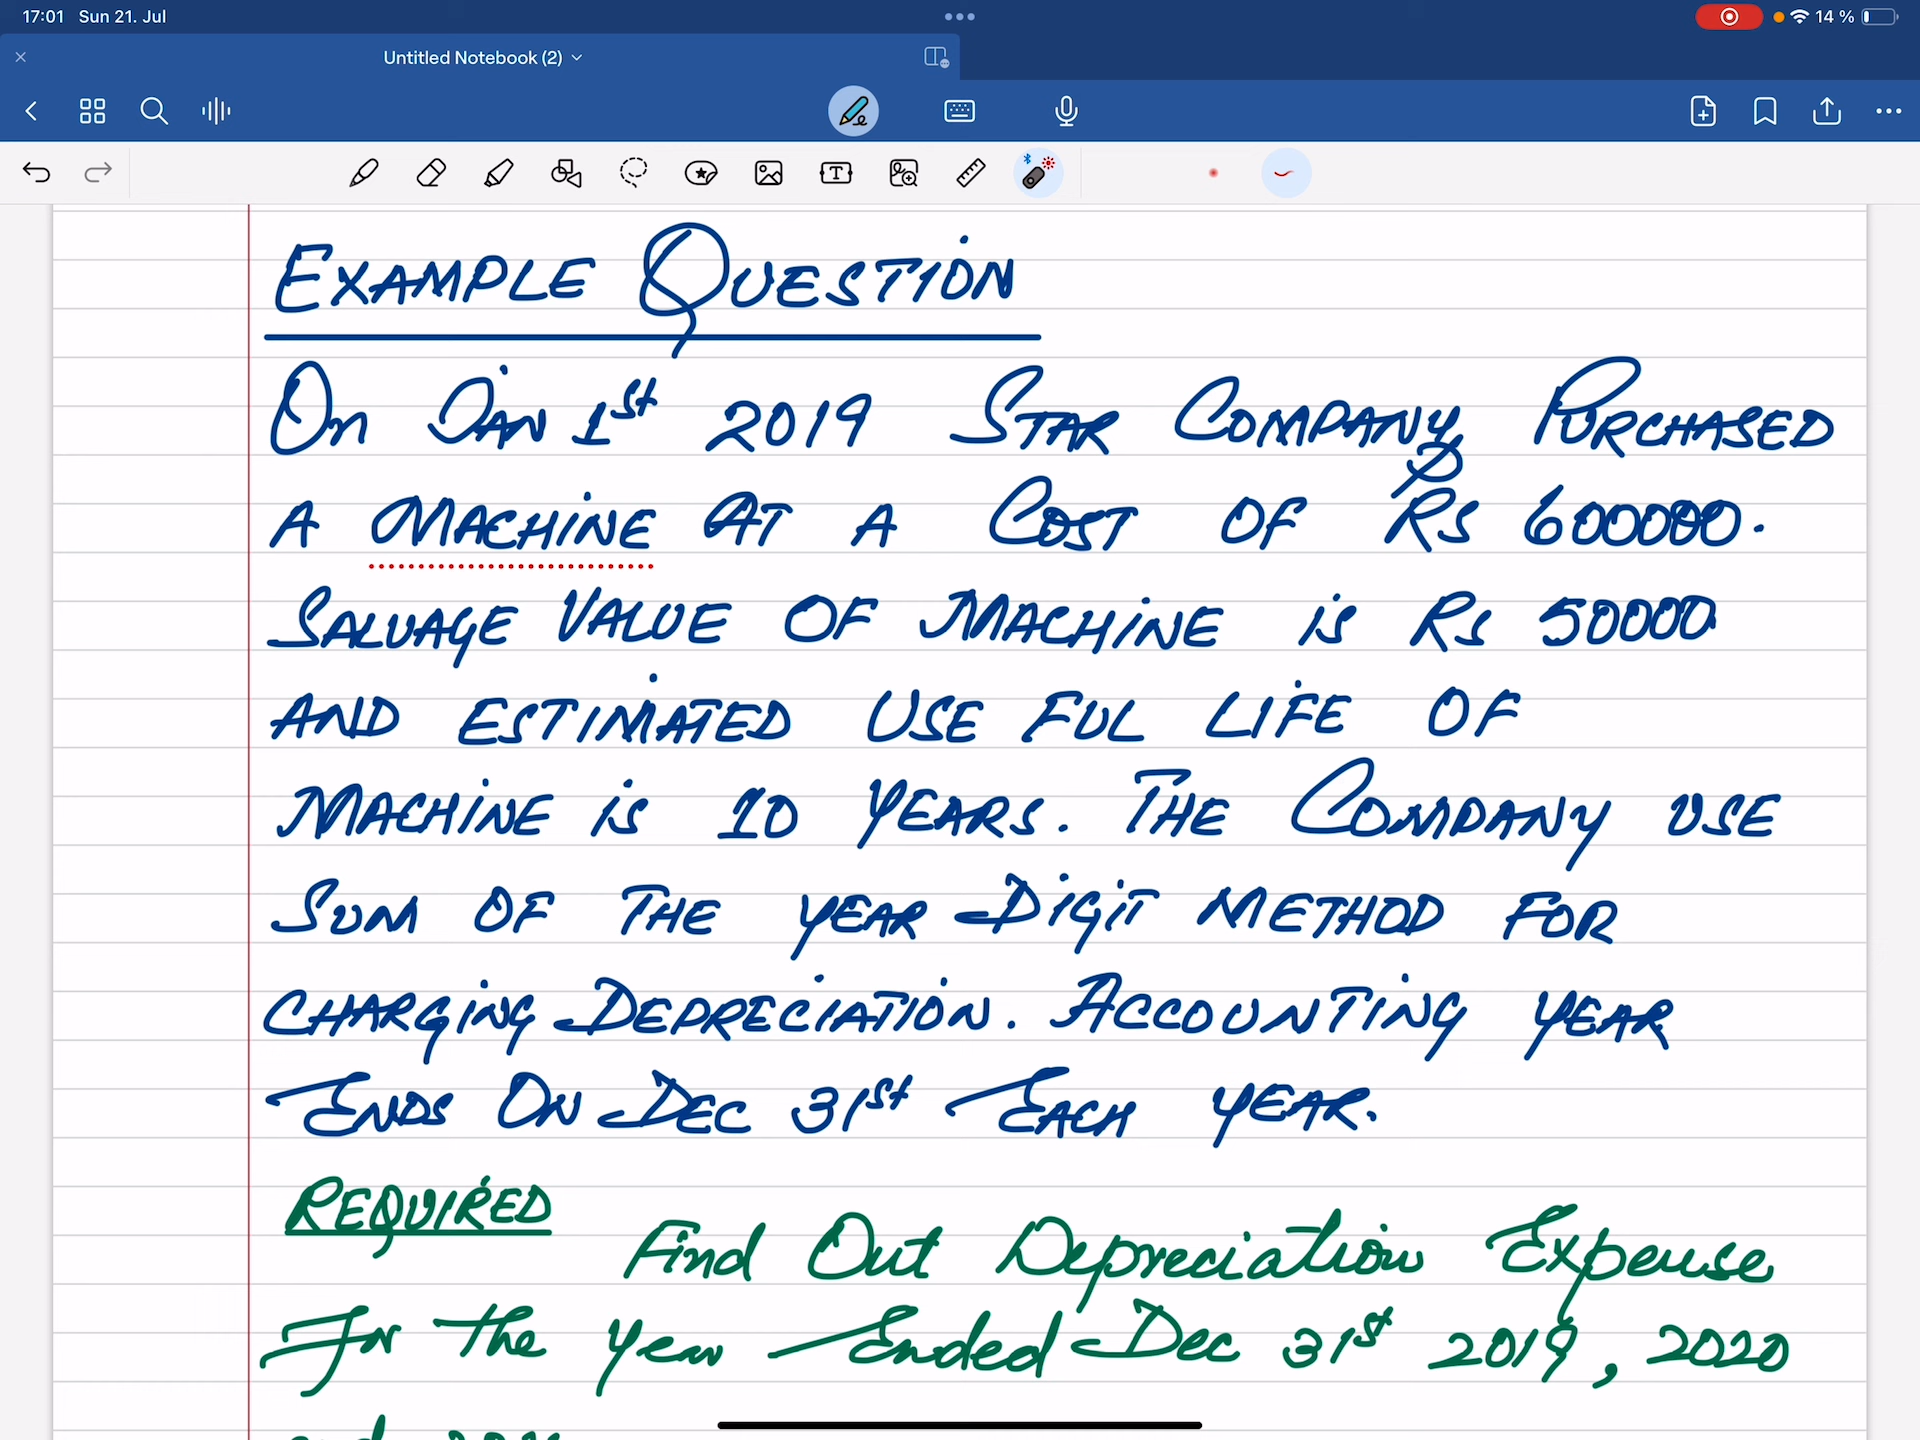 17:01 Sun 21. Jul
14 %
Untitled Notebook (2)
EXAMPLE QUESTION
On JAN 1st 2019 STAR COMPANY PURCHASED
A MACHINE AT A COST OF RS 600000.
SALVAGE VALUE OF MACHINE is RS 50000
AND ESTIMATED USE FUL LIFE OF
MACHINE is 10 YEARS. THE COMPANY USE
SUM OF THE YEAR DIGIT METHOD FOR
CHARGING DEPRECIATION. ACCOUNTING YEAR
ENDS ON DEC 31st EACH YEAR.
REQUIRED
Find Out Depreciation Expense
For the Year Ended Dec 31st 2019, 2020